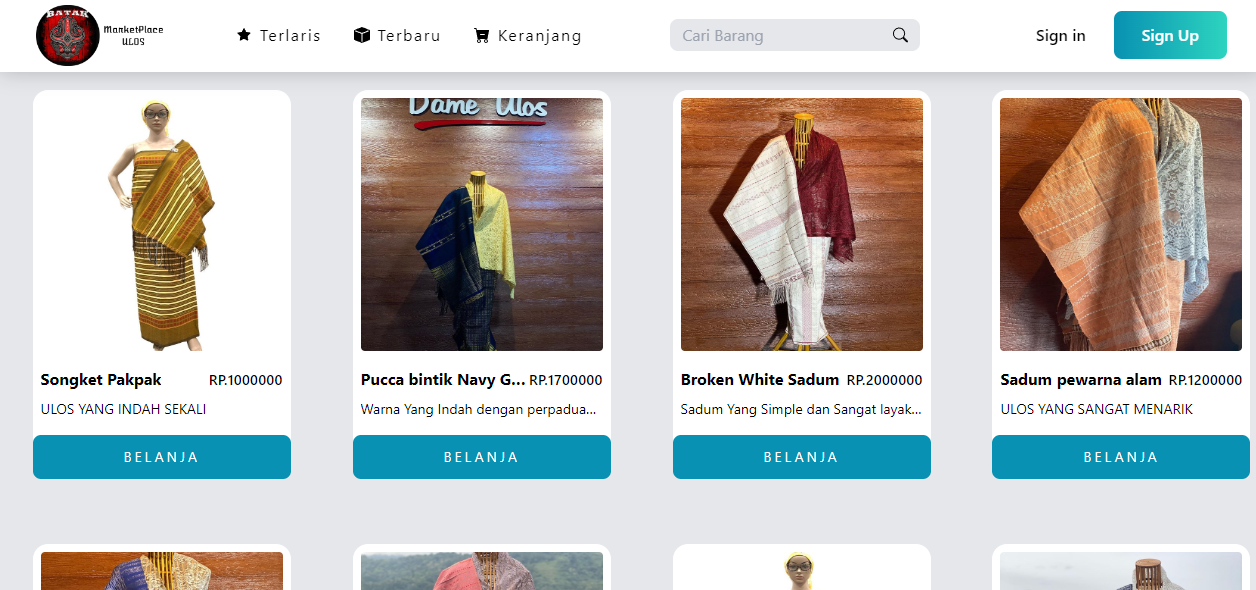 BATAK
MarketPlace
ULOS
Terlaris
Terbaru
Keranjang
Cari Barang
Sign in
Sign Up
Dame Ulos
Songket Pakpak
RP.1000000
ULOS YANG INDAH SEKALI
BELANJA
Pucca bintik Navy G...
RP.1700000
Warna Yang Indah dengan perpadua...
BELANJA
Broken White Sadum
RP.2000000
Sadum Yang Simple dan Sangat layak...
BELANJA
Sadum pewarna alam
RP.1200000
ULOS YANG SANGAT MENARIK
BELANJA